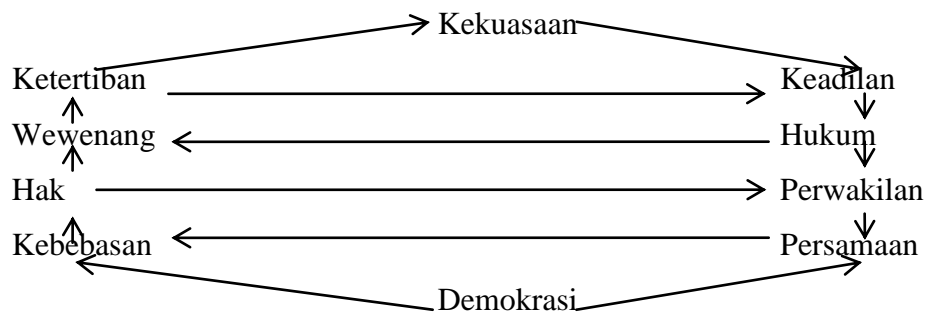 Kekuasaan
Ketertiban Keadilan
Wewenang Hukum
Hak Perwakilan
Kebebasan Persamaan
Demokrasi